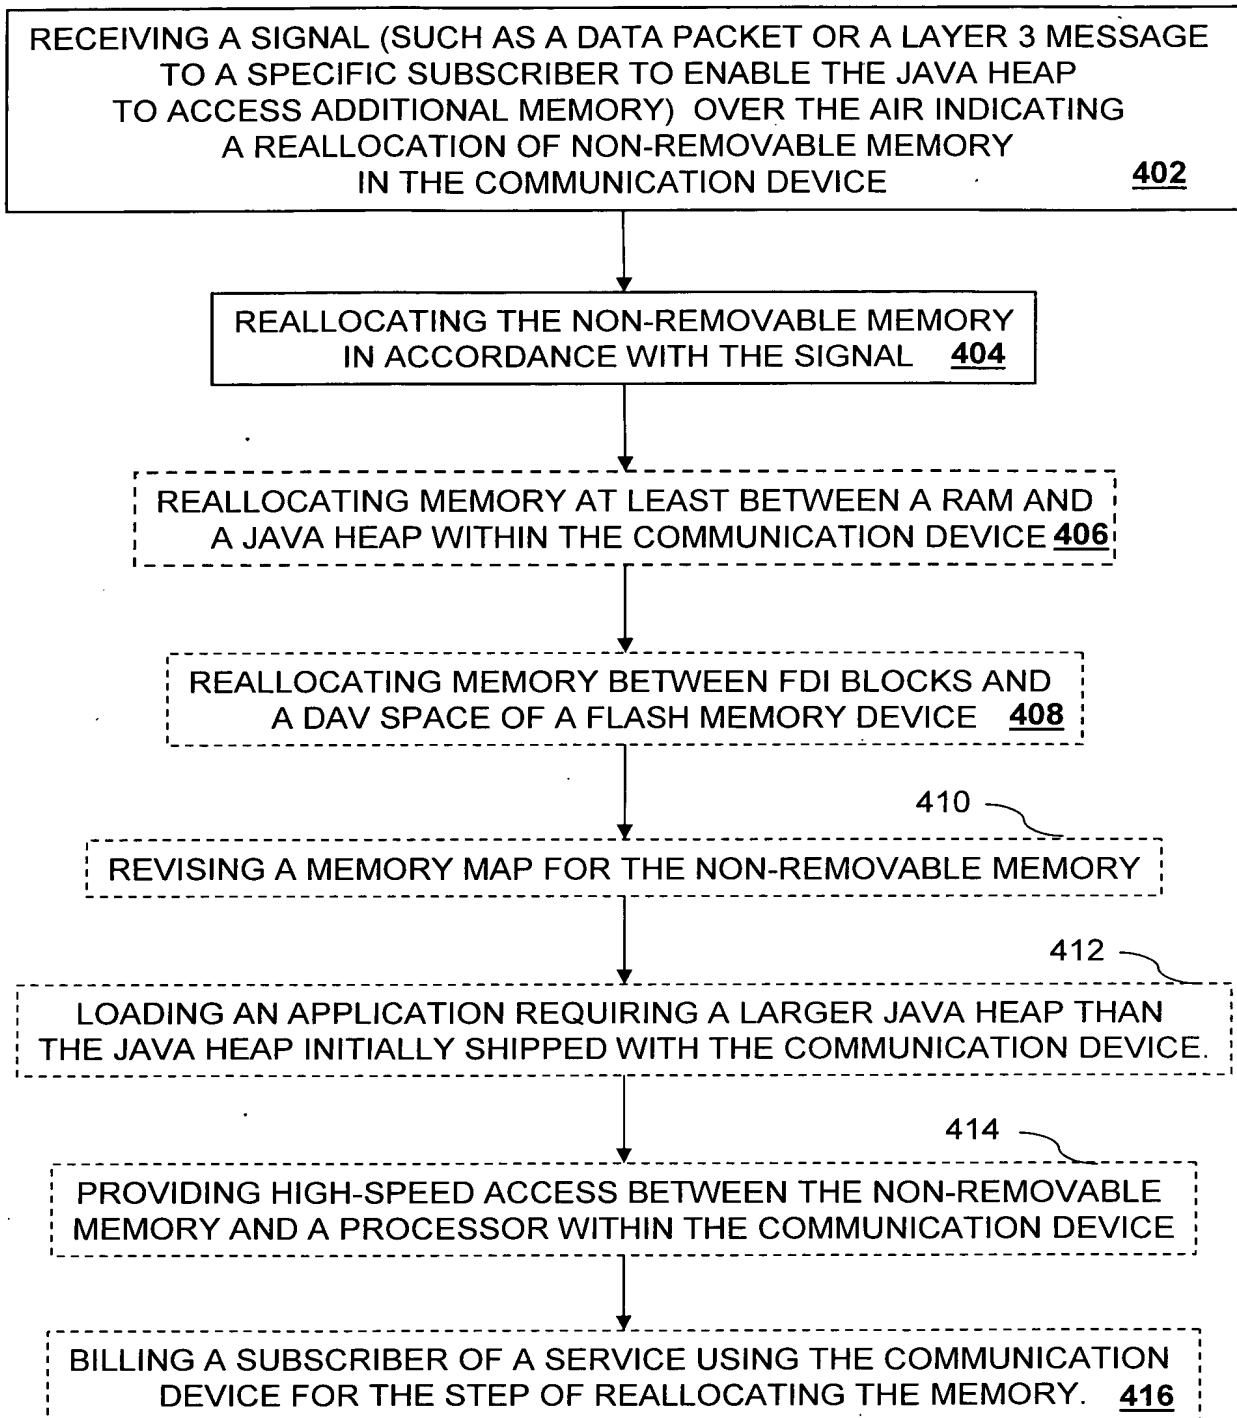 RECEIVING A SIGNAL (SUCH AS A DATA PACKET OR A LAYER 3 MESSAGE
TO A SPECIFIC SUBSCRIBER TO ENABLE THE JAVA HEAP
TO ACCESS ADDITIONAL MEMORY) OVER THE AIR INDICATING
A REALLOCATION OF NON-REMOVABLE MEMORY
IN THE COMMUNICATION DEVICE 402
REALLOCATING THE NON-REMOVABLE MEMORY
IN ACCORDANCE WITH THE SIGNAL 404
REALLOCATING MEMORY AT LEAST BETWEEN A RAM AND
A JAVA HEAP WITHIN THE COMMUNICATION DEVICE 406
REALLOCATING MEMORY BETWEEN FDI BLOCKS AND
A DAV SPACE OF A FLASH MEMORY DEVICE 408
410
REVISING A MEMORY MAP FOR THE NON-REMOVABLE MEMORY
412
LOADING AN APPLICATION REQUIRING A LARGER JAVA HEAP THAN
THE JAVA HEAP INITIALLY SHIPPED WITH THE COMMUNICATION DEVICE.
414
PROVIDING HIGH-SPEED ACCESS BETWEEN THE NON-REMOVABLE
MEMORY AND A PROCESSOR WITHIN THE COMMUNICATION DEVICE
BILLING A SUBSCRIBER OF A SERVICE USING THE COMMUNICATION
DEVICE FOR THE STEP OF REALLOCATING THE MEMORY. 416